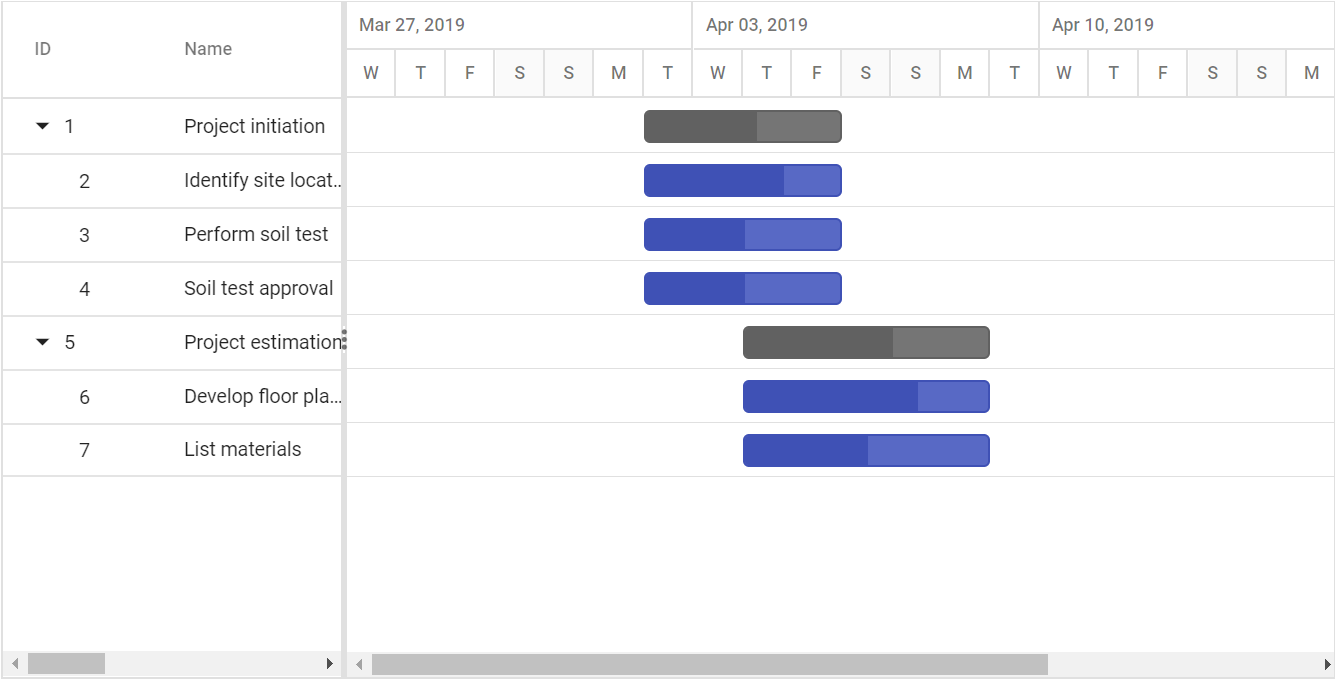 ID Name Mar 27, 2019 Apr 03, 2019 Apr 10, 2019
W T F S S M T W T F S S M T W T F S S M
1 Project initiation
2 Identify site locat..
3 Perform soil test
4 Soil test approval
5 Project estimation
6 Develop floor pla...
7 List materials